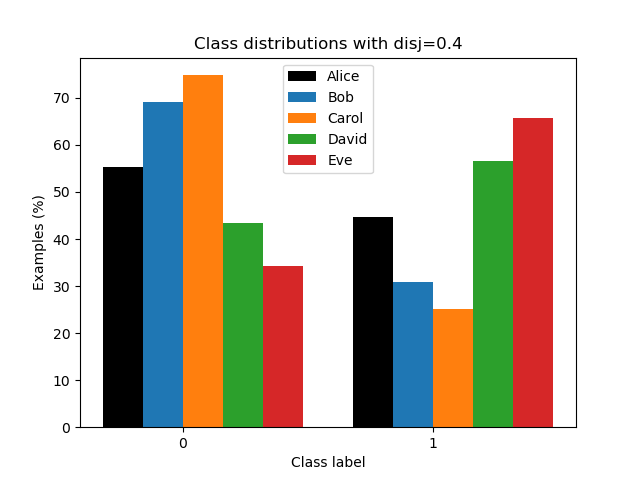 Class distributions with disj=0.4
Alice
Bob
Carol
David
Eve
70
60
50
40
30
20
10
0
Examples (%)
0 1
Class label